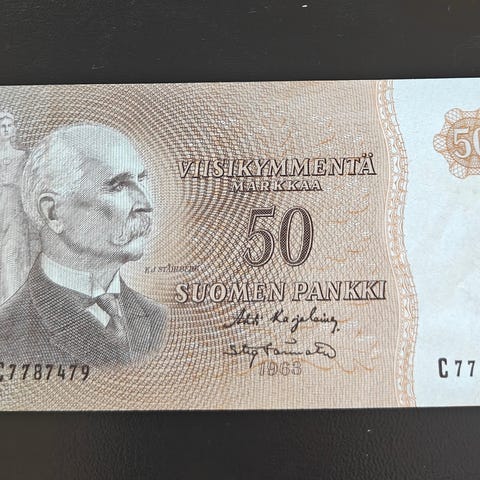 VIISIKYMMENTÄ
MARKKAA
50
50
K J STÅHLBERG
SUOMEN PANKKI
1963
C7787479
C77